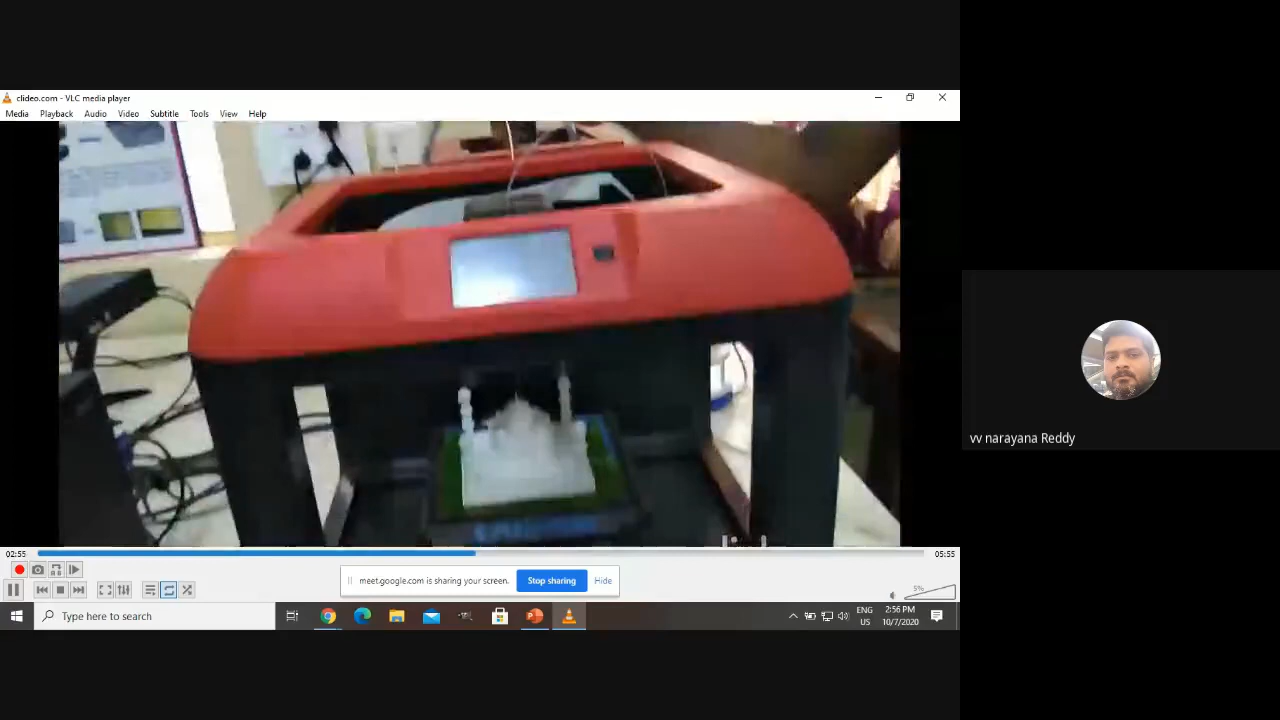 clideo.com - VLC media player
Media Playback Audio Video Subtitle Tools View Help
02:55
05:55
meet.google.com is sharing your screen. Stop sharing Hide
5%
Type here to search
ENG
US
2:56 PM
10/7/2020
vv narayana Reddy